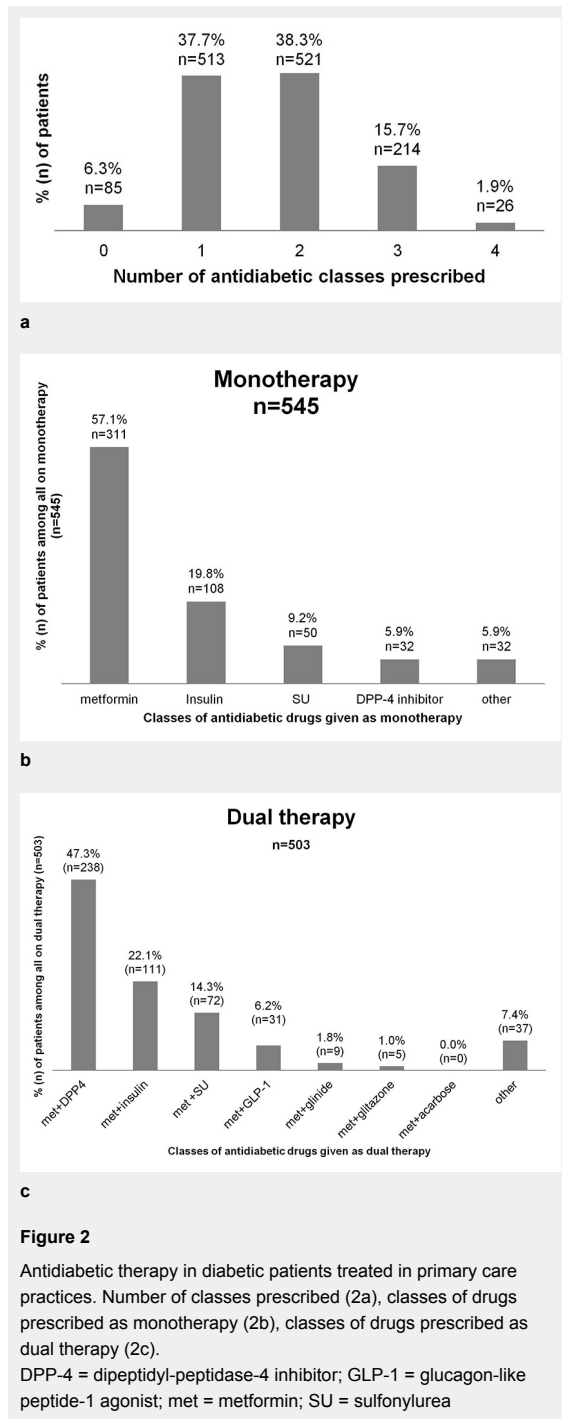 37.7%
n=513
38.3%
n=521
15.7%
n=214
6.3%
n=85
1.9%
n=26
% (n) of patients
0 1 2 3 4
Number of antidiabetic classes prescribed
a
Monotherapy
n=545
% (n) of patients among all on monotherapy
(n=545)
57.1%
n=311
19.8%
n=108
9.2%
n=50
5.9%
n=32
5.9%
n=32
metformin Insulin SU DPP-4 inhibitor other
Classes of antidiabetic drugs given as monotherapy
b
Dual therapy
n=503
% (n) of patients among all on dual therapy (n=503)
47.3%
(n=238)
22.1%
(n=111)
14.3%
(n=72)
6.2%
(n=31)
1.8%
(n=9)
1.0%
(n=5)
0.0%
(n=0)
7.4%
(n=37)
met+DPP4
met+insulin
met +SU
met+GLP-1
met+glinide
met+glitazone
met+acarbose
other
Classes of antidiabetic drugs given as dual therapy
c
Figure 2
Antidiabetic therapy in diabetic patients treated in primary care
practices. Number of classes prescribed (2a), classes of drugs
prescribed as monotherapy (2b), classes of drugs prescribed as
dual therapy (2c).
DPP-4 = dipeptidyl-peptidase-4 inhibitor; GLP-1 = glucagon-like
peptide-1 agonist; met = metformin; SU = sulfonylurea